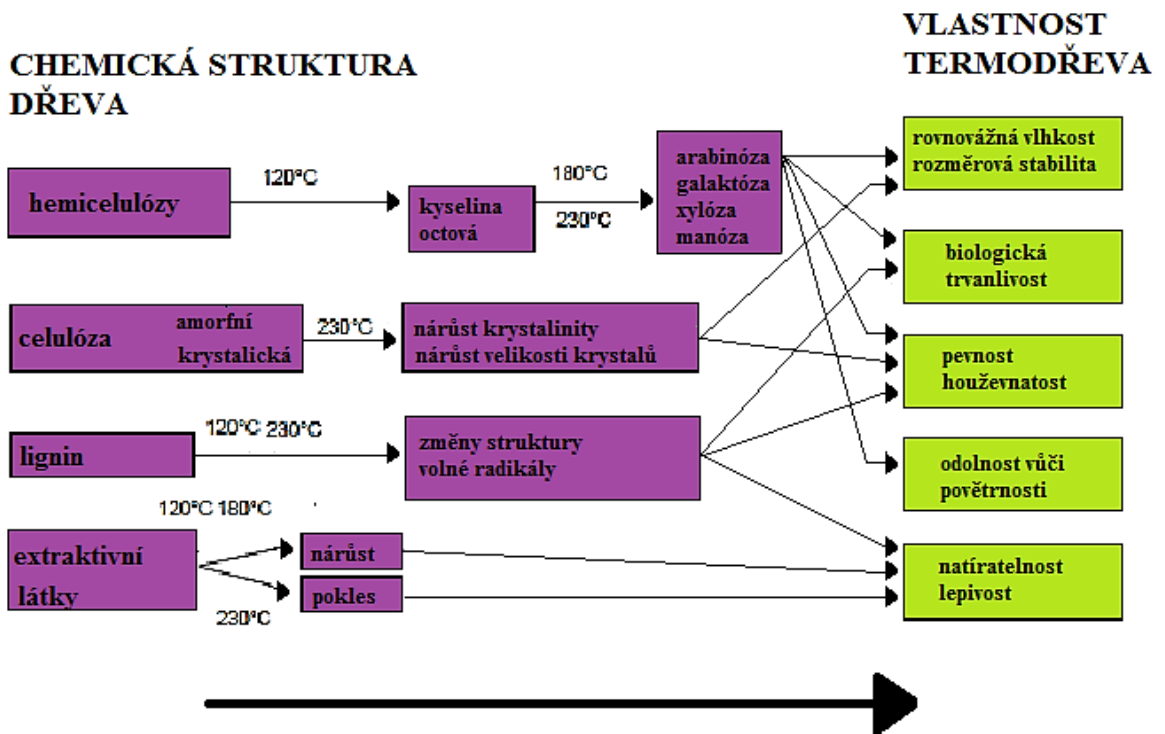 CHEMICKÁ STRUKTURA
DŘEVA
VLASTNOST
TERMODŘEVA
hemicelulózy
120°C
kyselina
octová
180°C
230°C
arabinóza
galaktóza
xylóza
manóza
rovnovážná vlhkost
rozměrová stabilita
biologická
trvanlivost
celulóza
amorfní
krystalická
230°C
nárůst krystalinity
nárůst velikosti krystalů
pevnost
houževnatost
lignin
120°C 230°C
změny struktury
volné radikály
odolnost vůči
povětrnosti
extraktivní
látky
120°C 180°C
230°C
nárůst
pokles
natíratelnost
lepivost